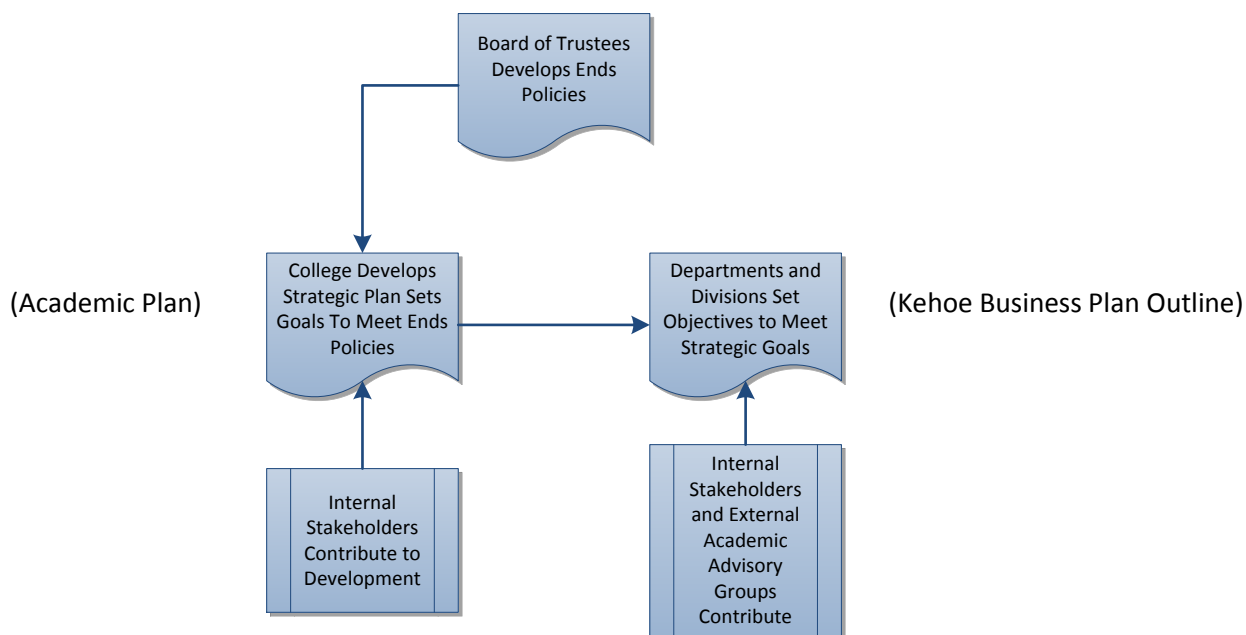 Board of Trustees
Develops Ends
Policies
(Academic Plan)
College Develops
Strategic Plan Sets
Goals To Meet Ends
Policies
Departments and
Divisions Set
Objectives to Meet
Strategic Goals
(Kehoe Business Plan Outline)
Internal
Stakeholders
Contribute to
Development
Internal
Stakeholders
and External
Academic
Advisory
Groups
Contribute